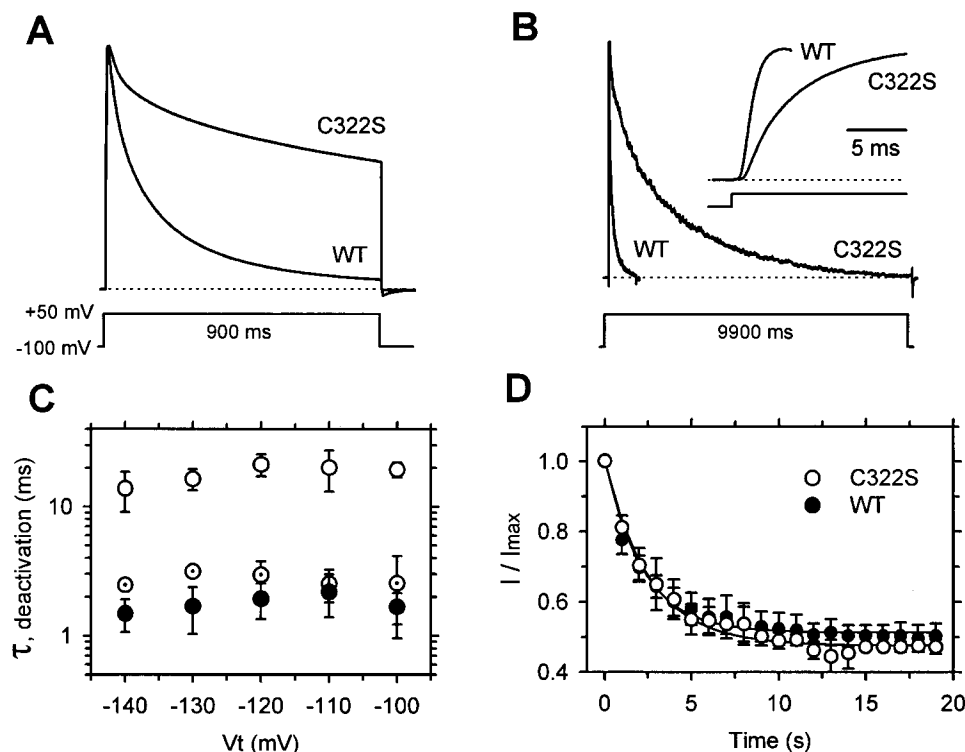 A
C322S
WT
+50 mV
-100 mV
900 ms
B
WT
C322S
5 ms
WT
C322S
9900 ms
C
τ, deactivation (ms)
10
1
-140 -130 -120 -110 -100
Vt (mV)
D
I / Imax
1.0
0.8
0.6
0.4
C322S
WT
0 5 10 15 20
Time (s)